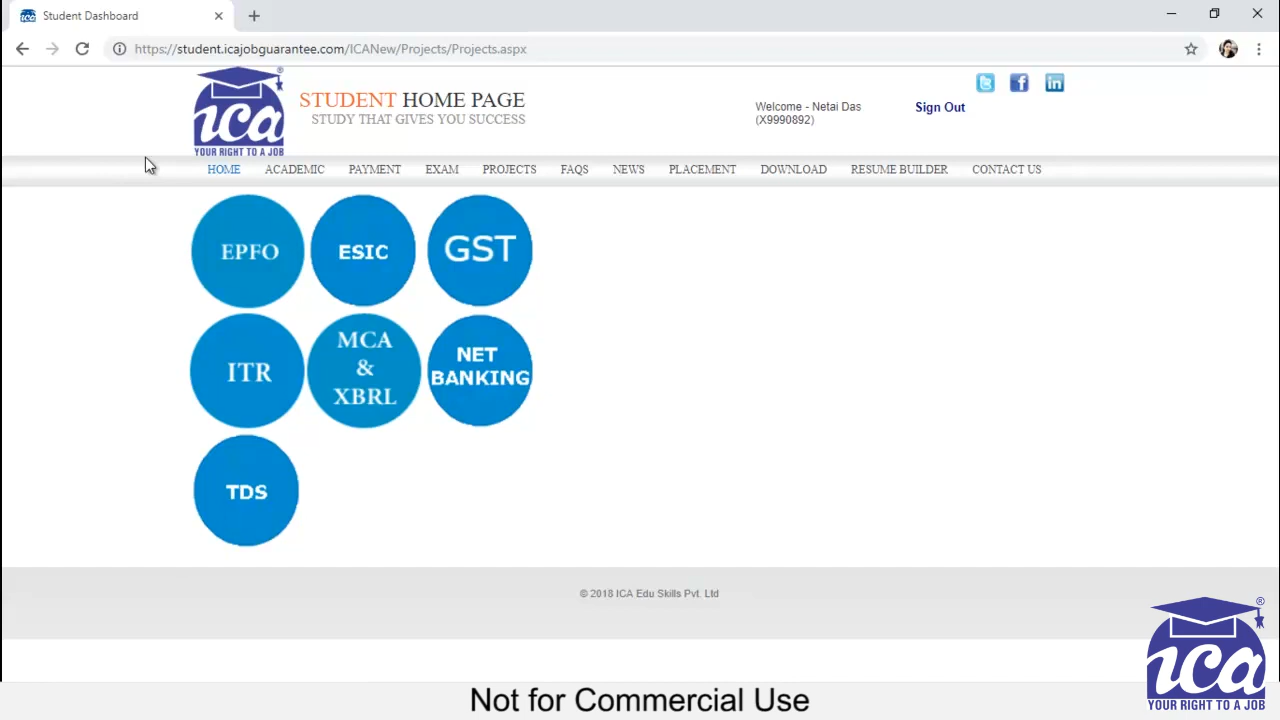 Student Dashboard
https://student.icajobguarantee.com/ICANew/Projects/Projects.aspx
ica
®
YOUR RIGHT TO A JOB
STUDENT HOME PAGE
STUDY THAT GIVES YOU SUCCESS
Welcome - Netai Das
(X9990892)
Sign Out
HOME ACADEMIC PAYMENT EXAM PROJECTS FAQS NEWS PLACEMENT DOWNLOAD RESUME BUILDER CONTACT US
EPFO
ESIC
GST
ITR
MCA
&
XBRL
NET
BANKING
TDS
© 2018 ICA Edu Skills Pvt. Ltd
ica
®
YOUR RIGHT TO A JOB
Not for Commercial Use